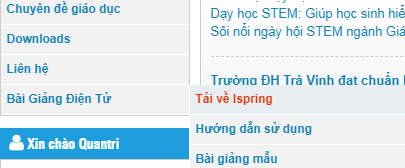 Chuyên đề giáo dục
Downloads
Liên hệ
Bài Giảng Điện Tử
Xin chào Quantri
Dạy học STEM: Giúp học sinh hiể
Sôi nổi ngày hội STEM ngành Giá
Trường ĐH Trà Vinh đạt chuẩn
Tải về Ispring
Hướng dẫn sử dụng
Bài giảng mẫu